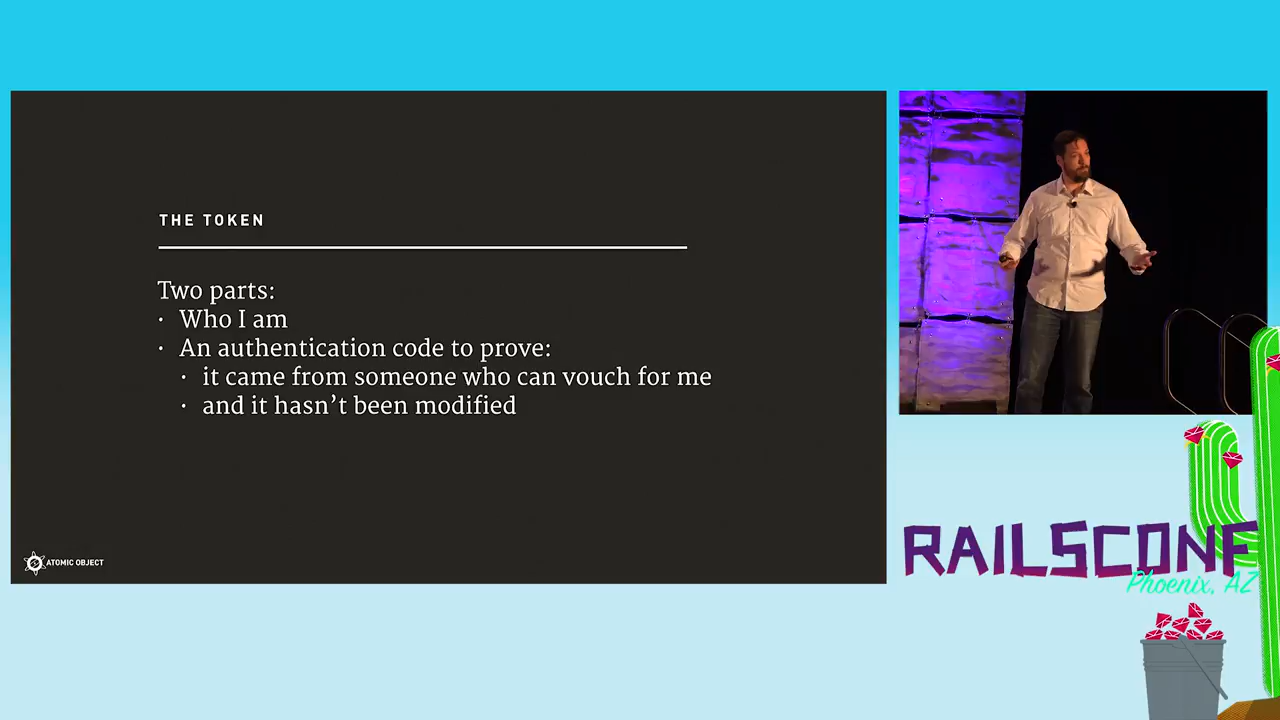 THE TOKEN
Two parts:
· Who I am
· An authentication code to prove:
· it came from someone who can vouch for me
· and it hasn’t been modified
ATOMIC OBJECT
RAILSCONF
Phoenix, AZ